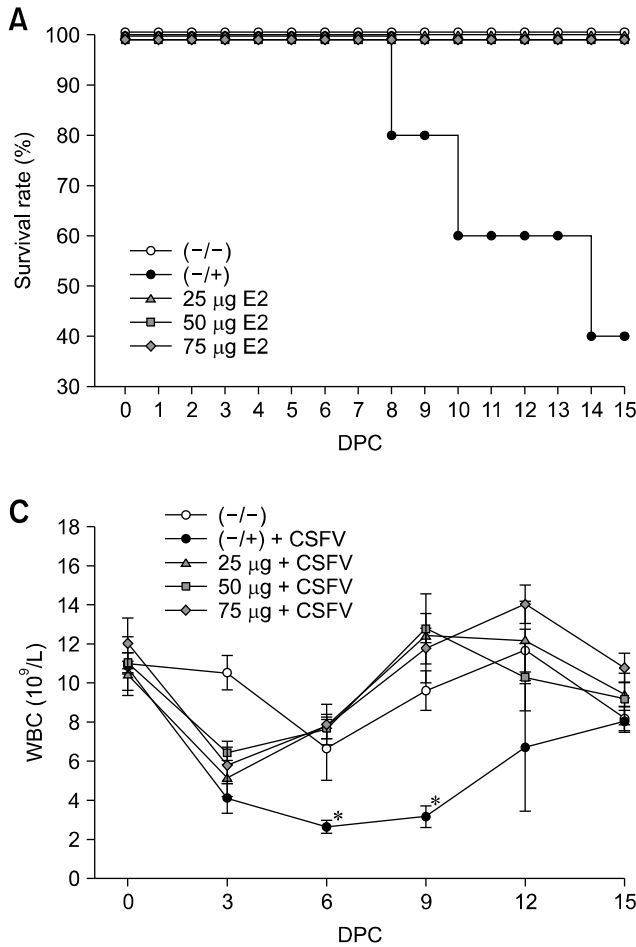 A
Survival rate (%)
100
90
80
70
60
50
40
30
(−/−)
(−/+)
25 μg E2
50 μg E2
75 μg E2
0 1 2 3 4 5 6 7 8 9 10 11 12 13 14 15
DPC
C
WBC (10⁹/L)
18
16
14
12
10
8
6
4
2
0
(−/−)
(−/+) + CSFV
25 μg + CSFV
50 μg + CSFV
75 μg + CSFV
* *
0 3 6 9 12 15
DPC